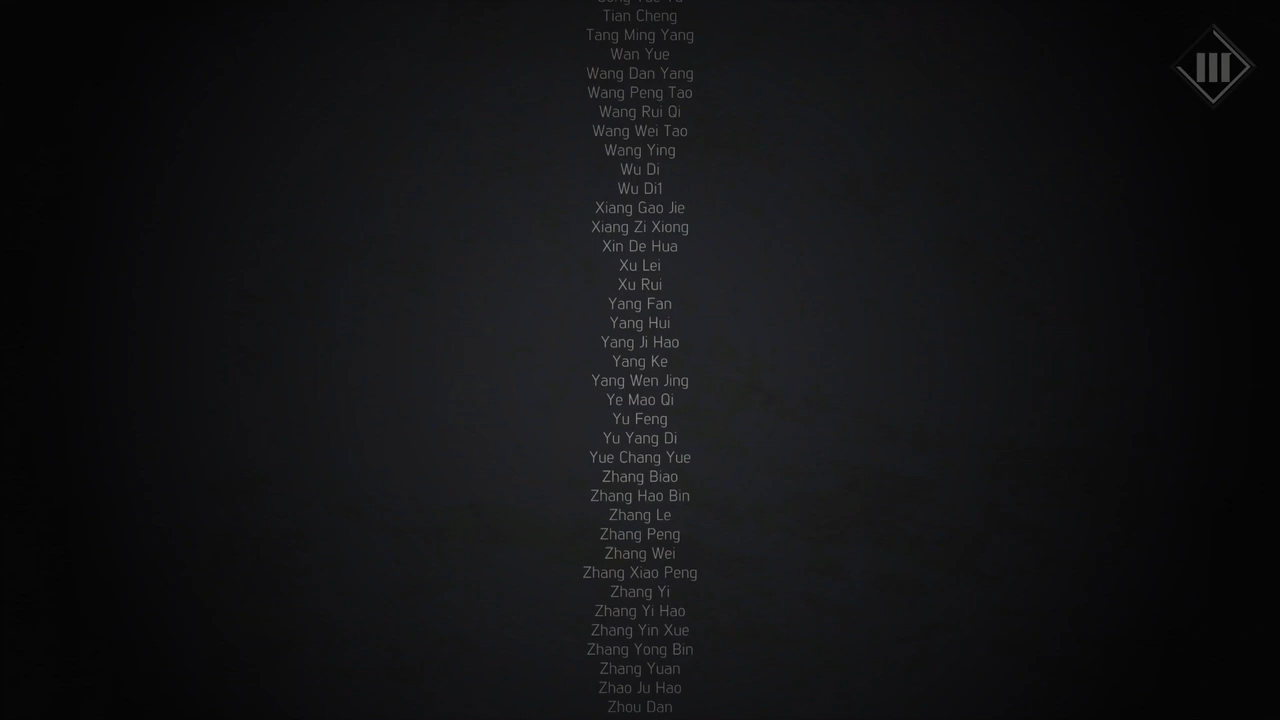 Tian Cheng
Tang Ming Yang
Wan Yue
Wang Dan Yang
Wang Peng Tao
Wang Rui Qi
Wang Wei Tao
Wang Ying
Wu Di
Wu Di1
Xiang Gao Jie
Xiang Zi Xiong
Xin De Hua
Xu Lei
Xu Rui
Yang Fan
Yang Hui
Yang Ji Hao
Yang Ke
Yang Wen Jing
Ye Mao Qi
Yu Feng
Yu Yang Di
Yue Chang Yue
Zhang Biao
Zhang Hao Bin
Zhang Le
Zhang Peng
Zhang Wei
Zhang Xiao Peng
Zhang Yi
Zhang Yi Hao
Zhang Yin Xue
Zhang Yong Bin
Zhang Yuan
Zhao Ju Hao
Zhou Dan